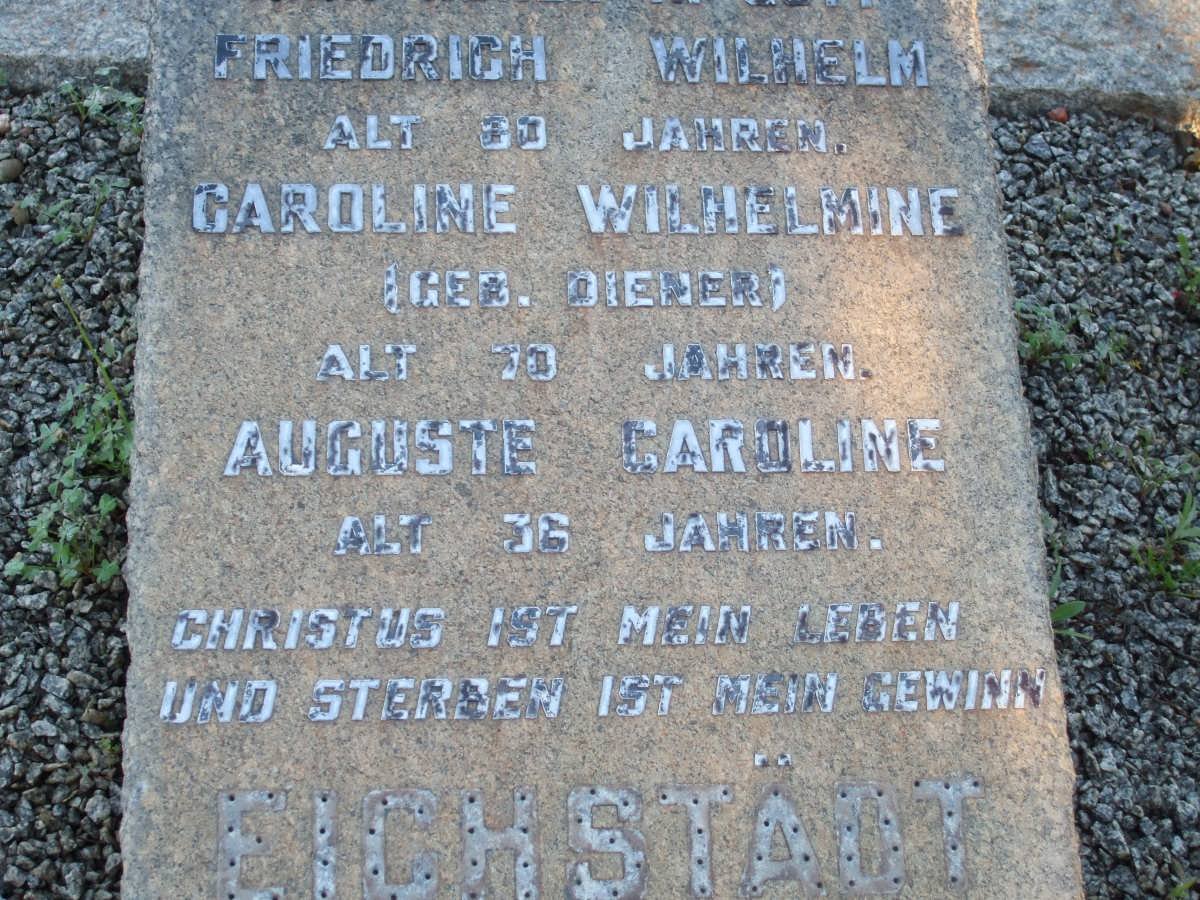 FRIEDRICH WILHELM
ALT 80 JAHREN.
CAROLINE WILHELMINE
(GEB. DIENER)
ALT 70 JAHREN.
AUGUSTE CAROLINE
ALT 36 JAHREN.
CHRISTUS IST MEIN LEBEN
UND STERBEN IST MEIN GEWINN
EICHSTÄDT